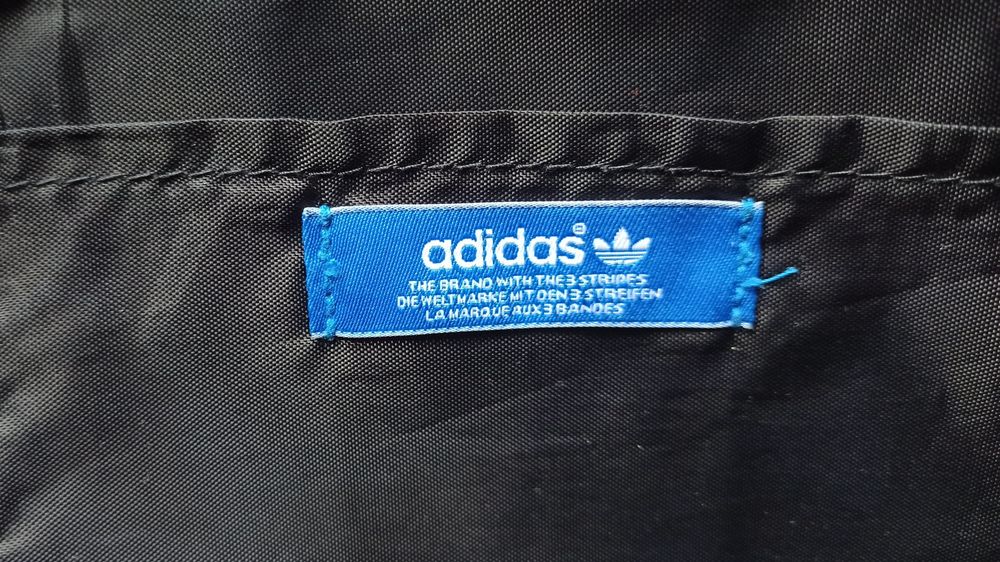 adidas®
THE BRAND WITH THE 3 STRIPES
DIE WELTMARKE MIT DEN 3 STREIFEN
LA MARQUE AUX 3 BANDES